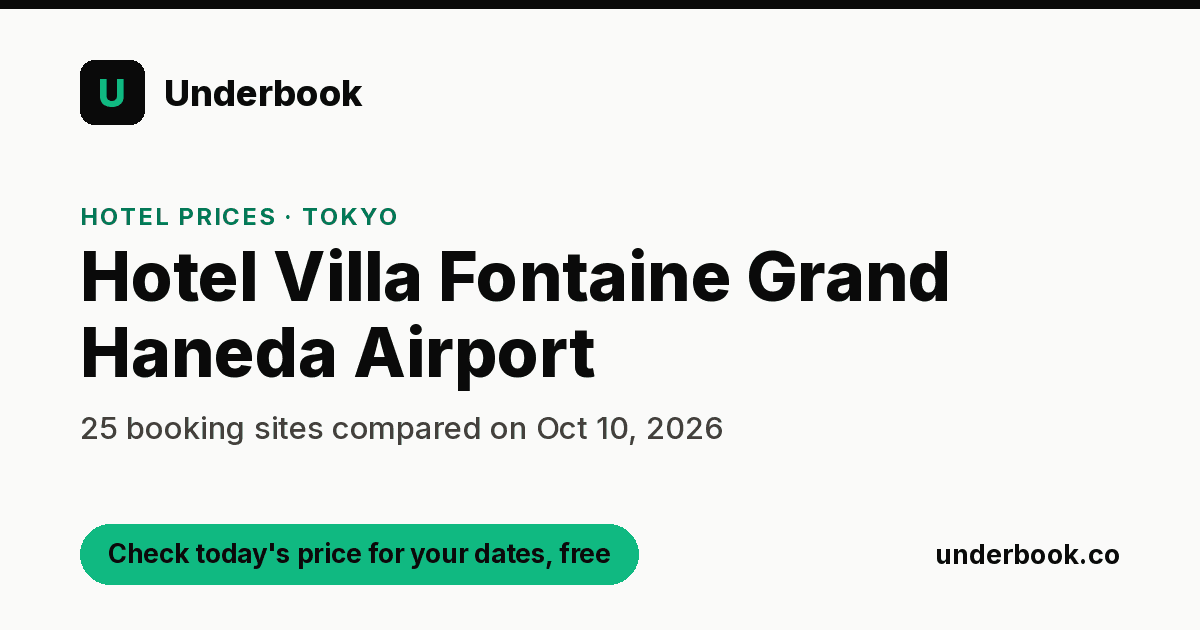 U
Underbook
HOTEL PRICES · TOKYO
Hotel Villa Fontaine Grand
Haneda Airport
25 booking sites compared on Oct 10, 2026
Check today's price for your dates, free
underbook.co